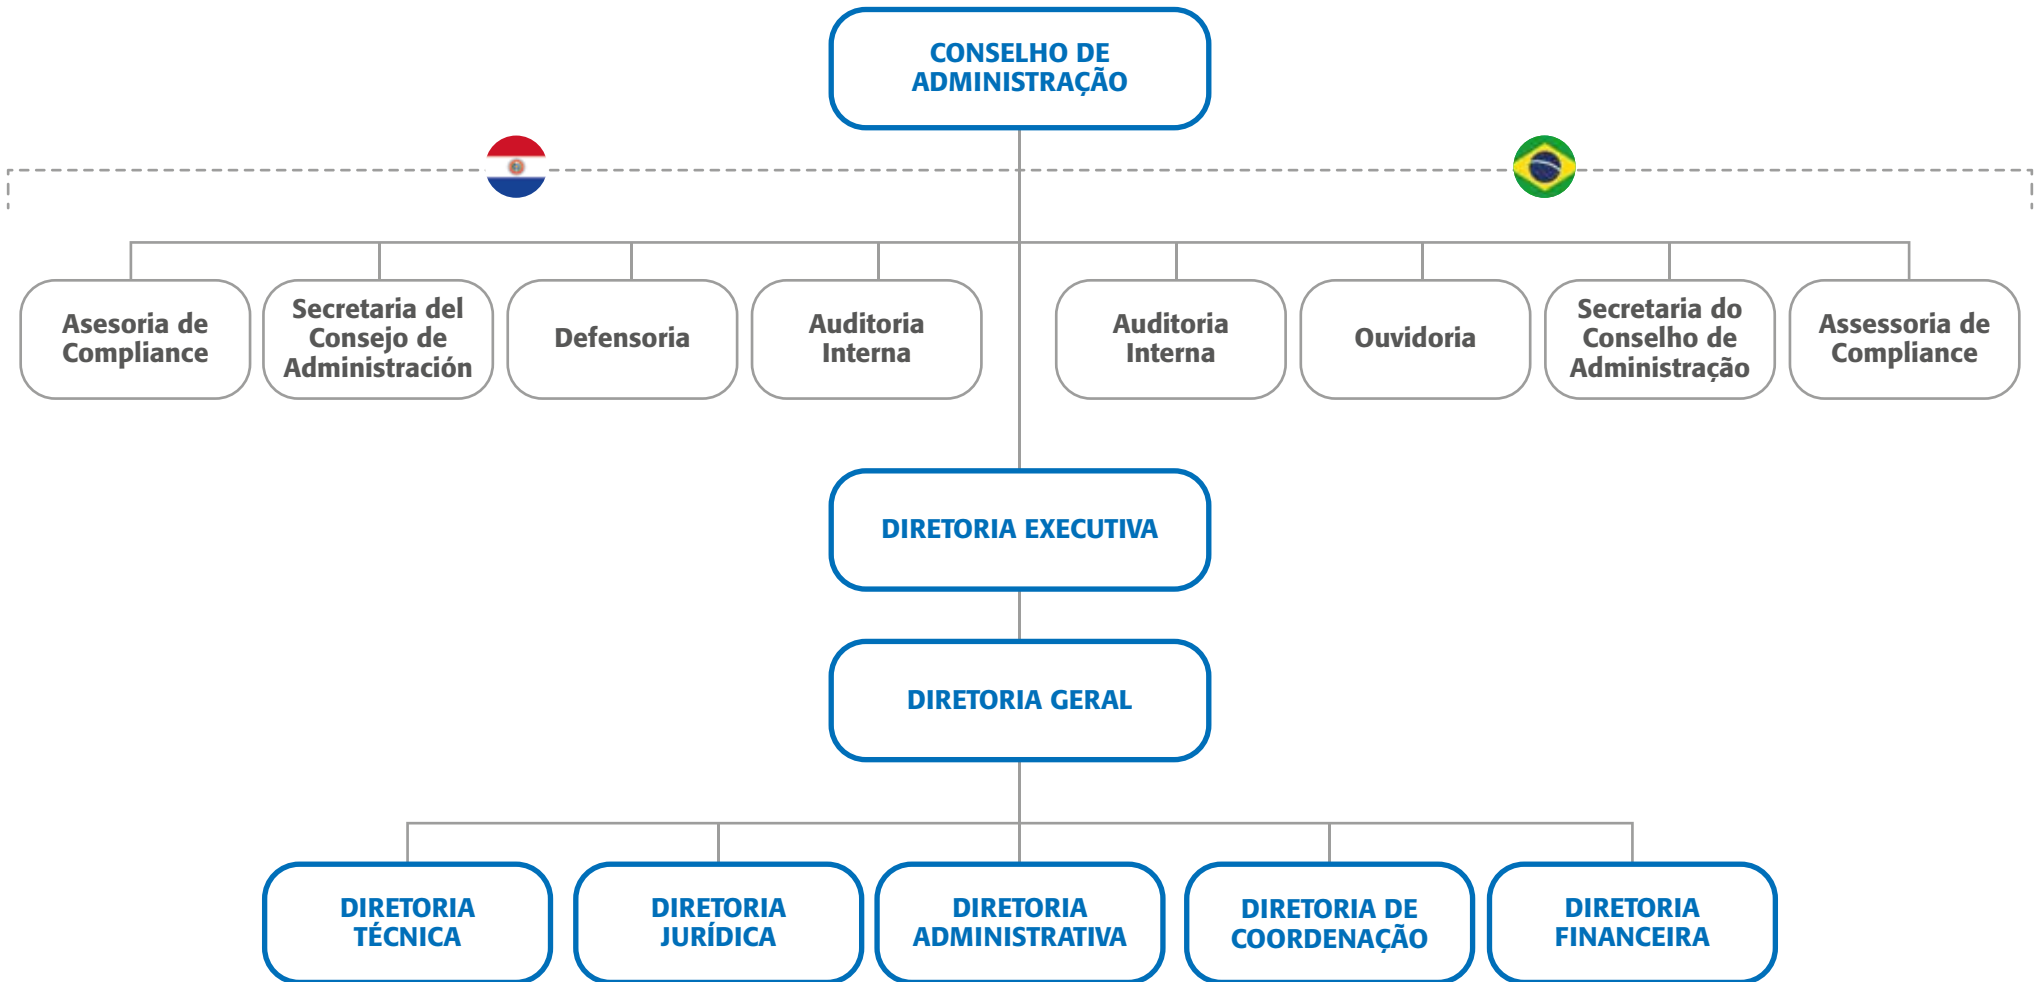 CONSELHO DE
ADMINISTRAÇÃO
Asesoria de
Compliance
Secretaria del
Consejo de
Administración
Defensoria
Auditoria
Interna
Auditoria
Interna
Ouvidoria
Secretaria do
Conselho de
Administração
Assessoria de
Compliance
DIRETORIA EXECUTIVA
DIRETORIA GERAL
DIRETORIA
TÉCNICA
DIRETORIA
JURÍDICA
DIRETORIA
ADMINISTRATIVA
DIRETORIA DE
COORDENAÇÃO
DIRETORIA
FINANCEIRA